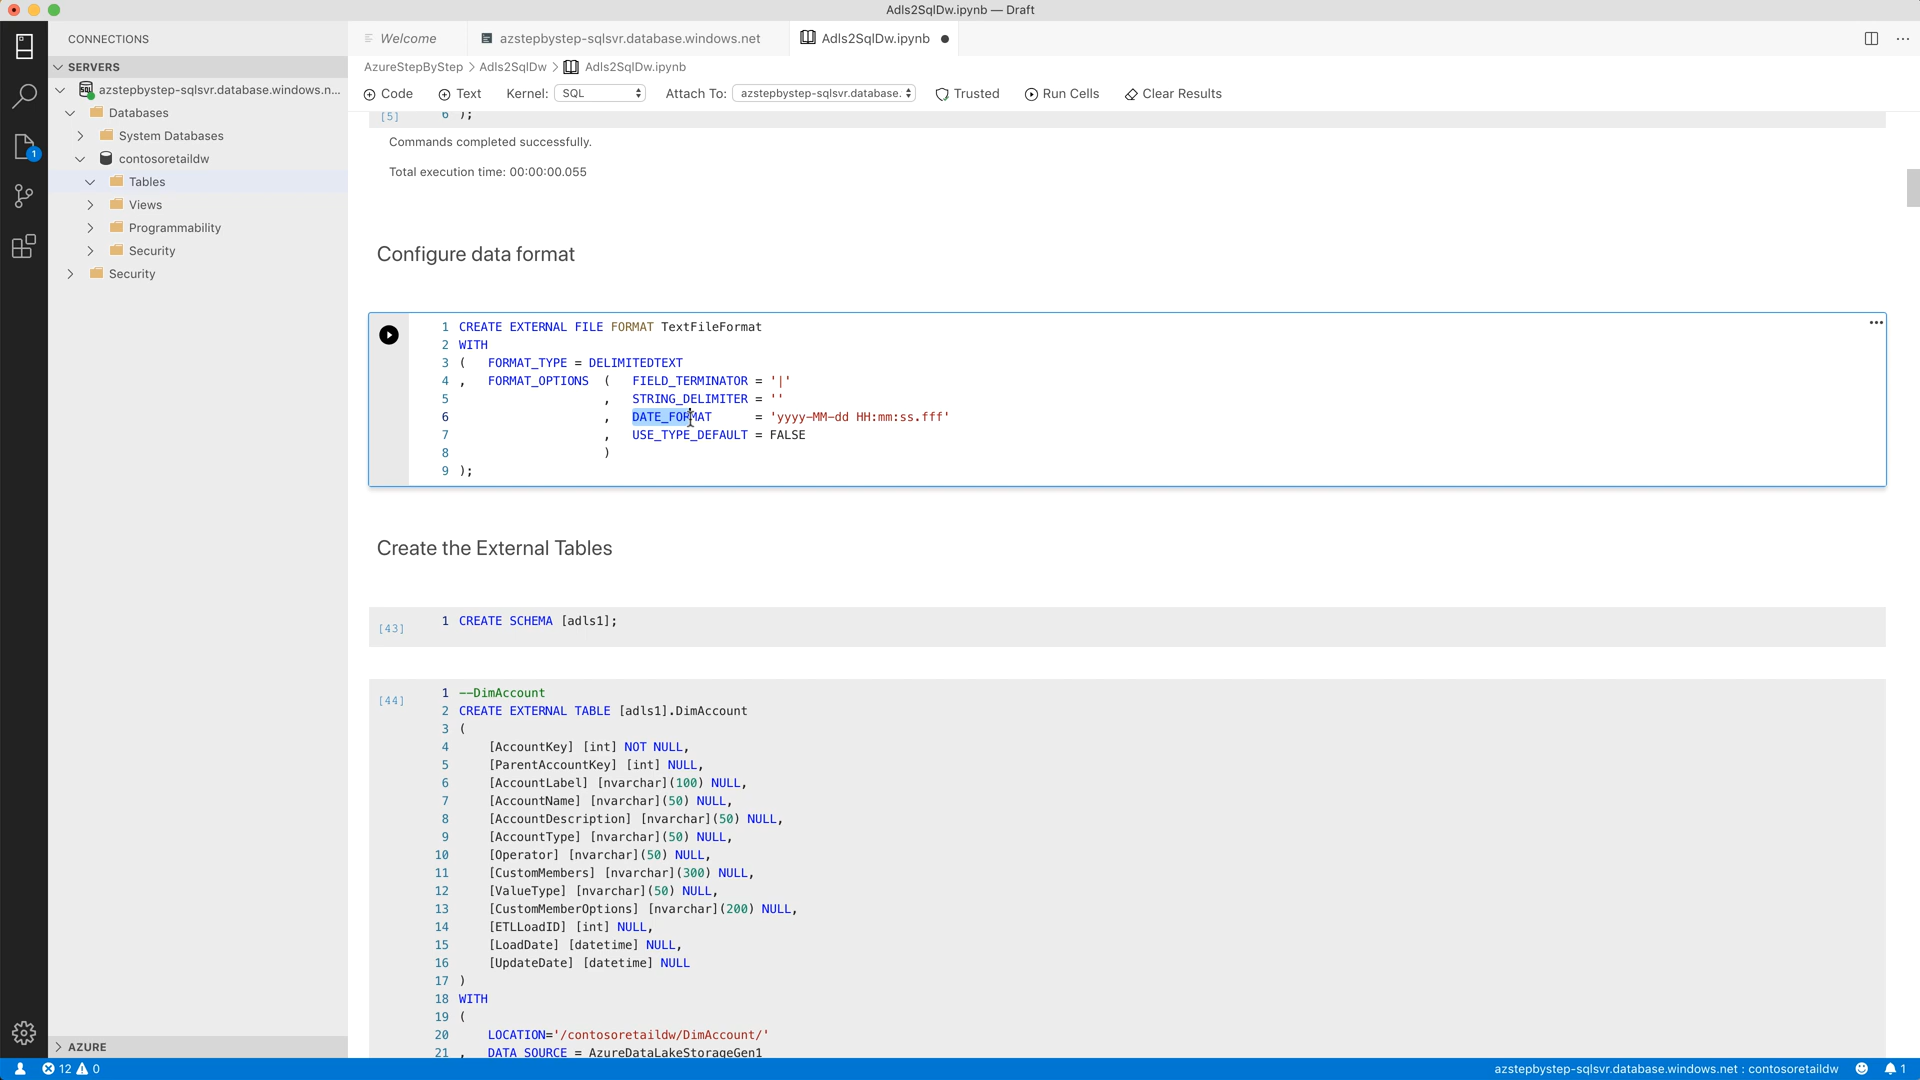 Adls2SqlDw.ipynb — Draft
CONNECTIONS
SERVERS
azstepbystep-sqlsvr.database.windows.n...
Databases
System Databases
contosoretaildw
Tables
Views
Programmability
Security
Security
AZURE
Welcome
azstepbystep-sqlsvr.database.windows.net
Adls2SqlDw.ipynb ●
AzureStepByStep > Adls2SqlDw > Adls2SqlDw.ipynb
Code Text Kernel: SQL Attach To: azstepbystep-sqlsvr.database. Trusted Run Cells Clear Results
[5] 6 );
Commands completed successfully.
Total execution time: 00:00:00.055
Configure data format
1 CREATE EXTERNAL FILE FORMAT TextFileFormat
2 WITH
3 ( FORMAT_TYPE = DELIMITEDTEXT
4 , FORMAT_OPTIONS ( FIELD_TERMINATOR = '|'
5 , STRING_DELIMITER = ''
6 , DATE_FORMAT = 'yyyy-MM-dd HH:mm:ss.fff'
7 , USE_TYPE_DEFAULT = FALSE
8 )
9 );
Create the External Tables
[43] 1 CREATE SCHEMA [adls1];
[44] 1 --DimAccount
2 CREATE EXTERNAL TABLE [adls1].DimAccount
3 (
4 [AccountKey] [int] NOT NULL,
5 [ParentAccountKey] [int] NULL,
6 [AccountLabel] [nvarchar](100) NULL,
7 [AccountName] [nvarchar](50) NULL,
8 [AccountDescription] [nvarchar](50) NULL,
9 [AccountType] [nvarchar](50) NULL,
10 [Operator] [nvarchar](50) NULL,
11 [CustomMembers] [nvarchar](300) NULL,
12 [ValueType] [nvarchar](50) NULL,
13 [CustomMemberOptions] [nvarchar](200) NULL,
14 [ETLLoadID] [int] NULL,
15 [LoadDate] [datetime] NULL,
16 [UpdateDate] [datetime] NULL
17 )
18 WITH
19 (
20 LOCATION='/contosoretaildw/DimAccount/'
21 , DATA_SOURCE = AzureDataLakeStorageGen1
12 0
azstepbystep-sqlsvr.database.windows.net : contosoretaildw 1